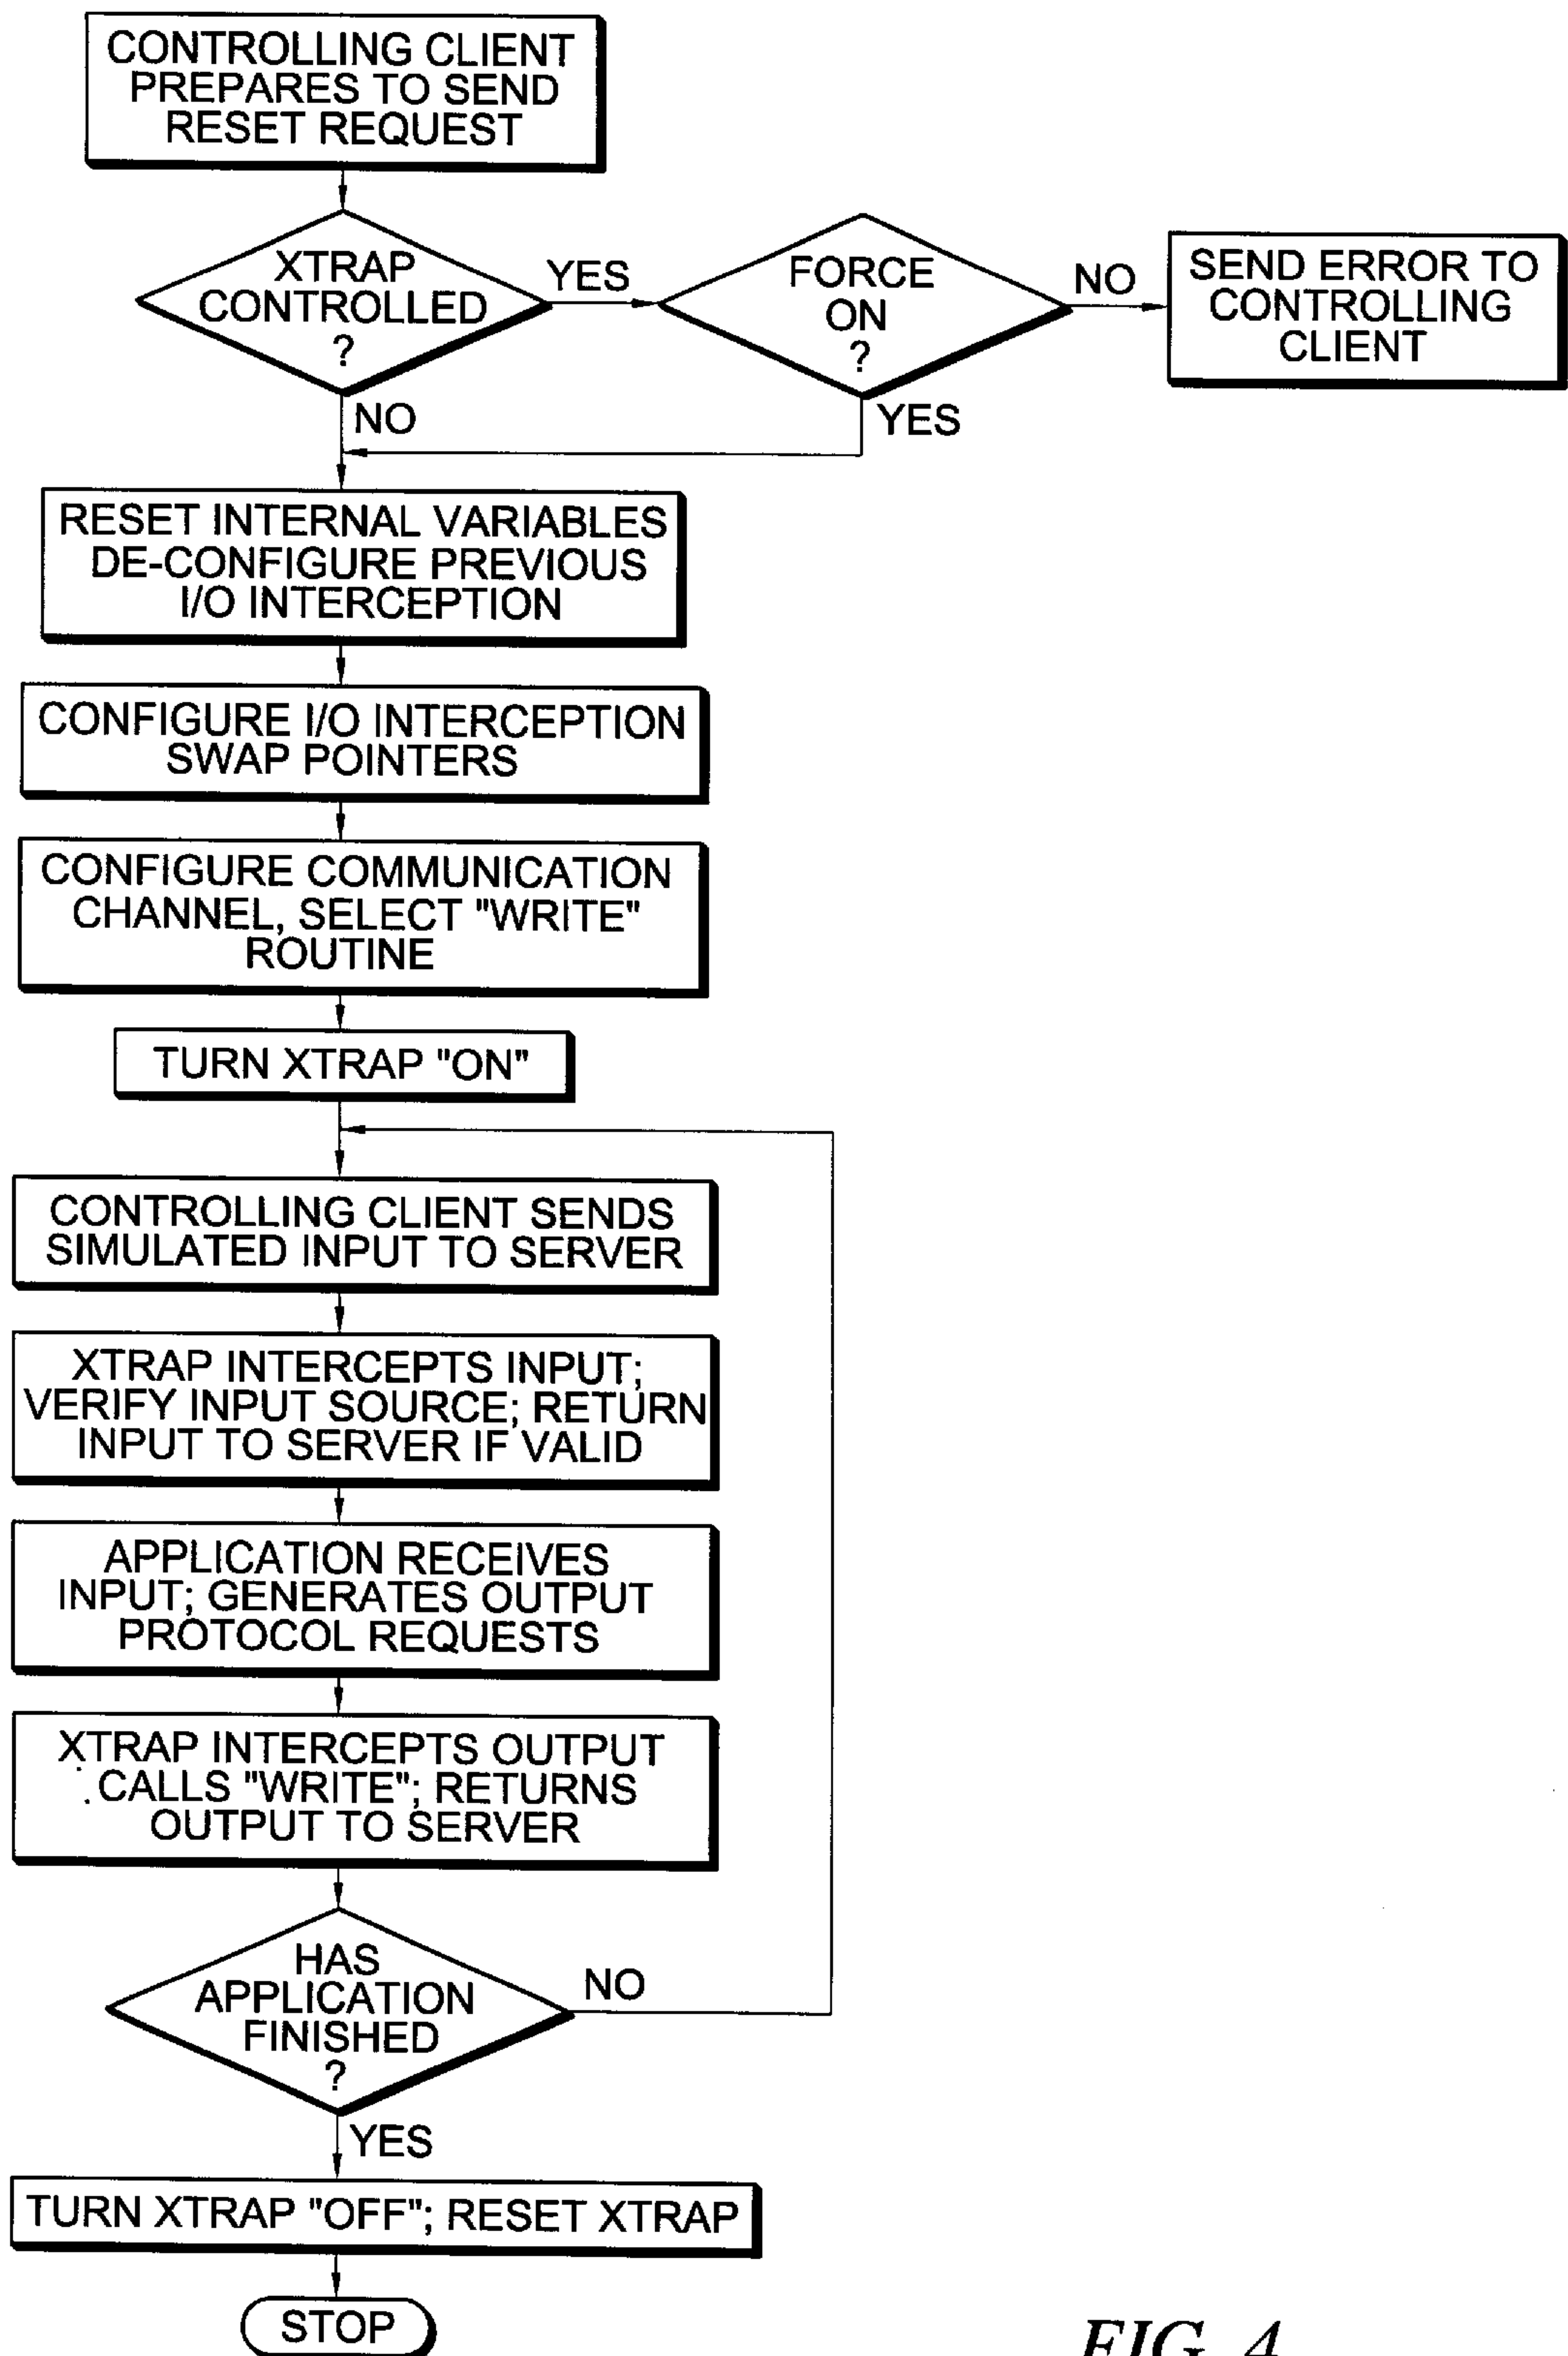 CONTROLLING CLIENT
PREPARES TO SEND
RESET REQUEST
XTRAP
CONTROLLED
?
YES
FORCE
ON
?
NO
SEND ERROR TO
CONTROLLING
CLIENT
NO
YES
RESET INTERNAL VARIABLES
DE-CONFIGURE PREVIOUS
I/O INTERCEPTION
CONFIGURE I/O INTERCEPTION
SWAP POINTERS
CONFIGURE COMMUNICATION
CHANNEL, SELECT "WRITE"
ROUTINE
TURN XTRAP "ON"
CONTROLLING CLIENT SENDS
SIMULATED INPUT TO SERVER
XTRAP INTERCEPTS INPUT;
VERIFY INPUT SOURCE; RETURN
INPUT TO SERVER IF VALID
APPLICATION RECEIVES
INPUT; GENERATES OUTPUT
PROTOCOL REQUESTS
XTRAP INTERCEPTS OUTPUT
CALLS "WRITE"; RETURNS
OUTPUT TO SERVER
HAS
APPLICATION
FINISHED
?
NO
YES
TURN XTRAP "OFF"; RESET XTRAP
STOP
FIG. 4